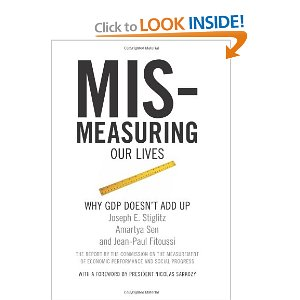 Click to LOOK INSIDE!
MIS-
MEASURING
OUR LIVES
WHY GDP DOESN'T ADD UP
Joseph E. Stiglitz
Amartya Sen
and Jean-Paul Fitoussi
THE REPORT BY THE COMMISSION ON THE MEASUREMENT
OF ECONOMIC PERFORMANCE AND SOCIAL PROGRESS
WITH A FOREWORD BY PRESIDENT NICOLAS SARKOZY